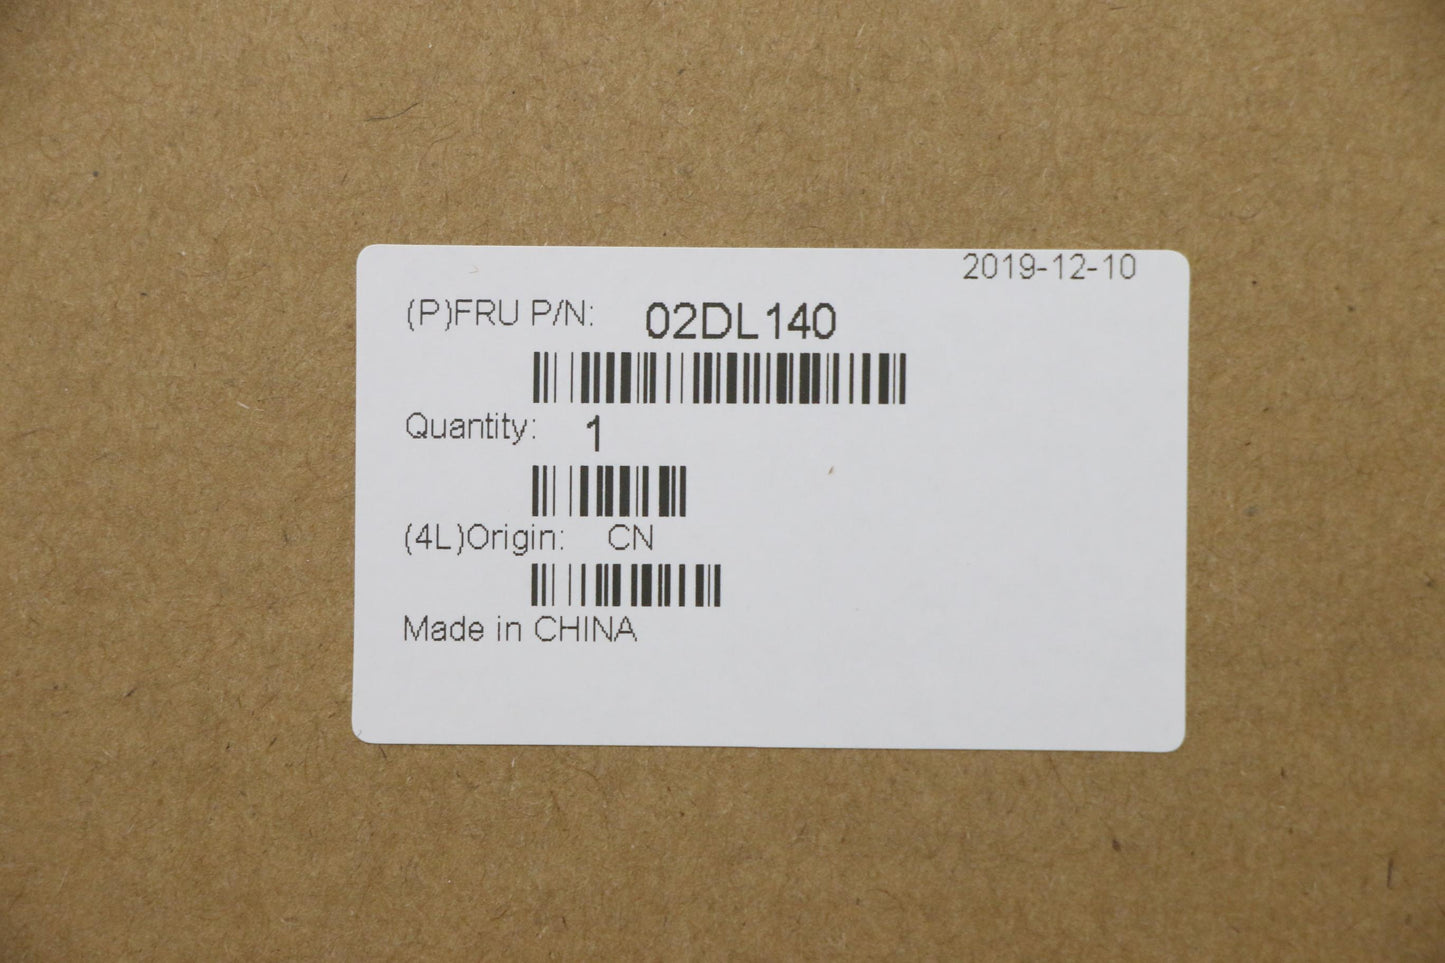 2019-12-10
(P)FRU P/N: 02DL140
Quantity: 1
(4L)Origin: CN
Made in CHINA